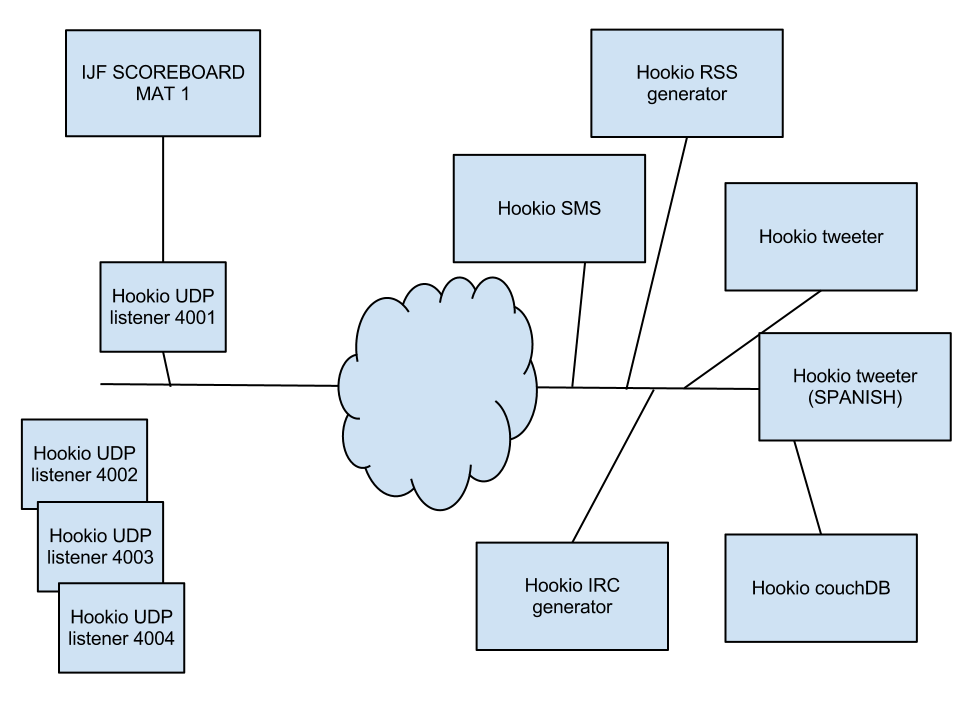 IJF SCOREBOARD
MAT 1
Hookio RSS
generator
Hookio SMS
Hookio tweeter
Hookio UDP
listener 4001
Hookio tweeter
(SPANISH)
Hookio UDP
listener 4002
Hookio UDP
listener 4003
Hookio UDP
listener 4004
Hookio IRC
generator
Hookio couchDB